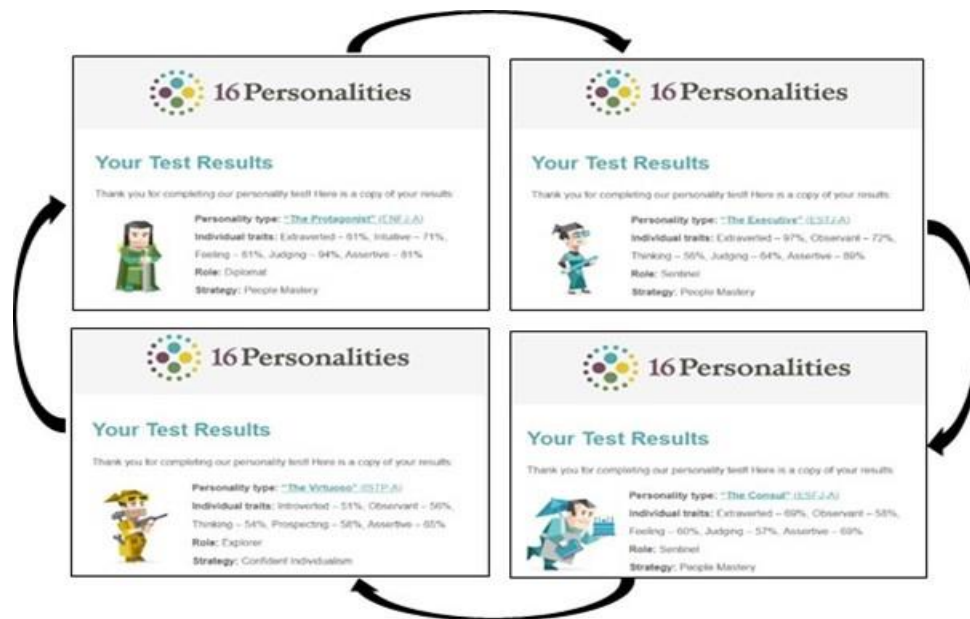 16 Personalities
Your Test Results
Thank you for completing our personality test! Here is a copy of your results:
Personality type: "The Protagonist" (ENFJ-A)
Individual traits: Extraverted – 61%, Intuitive – 71%,
Feeling – 61%, Judging – 94%, Assertive – 81%
Role: Diplomat
Strategy: People Mastery
16 Personalities
Your Test Results
Thank you for completing our personality test! Here is a copy of your results:
Personality type: "The Executive" (ESTJ-A)
Individual traits: Extraverted – 97%, Observant – 72%,
Thinking – 56%, Judging – 64%, Assertive – 89%
Role: Sentinel
Strategy: People Mastery
16 Personalities
Your Test Results
Thank you for completing our personality test! Here is a copy of your results:
Personality type: "The Virtuoso" (ISTP-A)
Individual traits: Introverted – 51%, Observant – 56%,
Thinking – 54%, Prospecting – 58%, Assertive – 65%
Role: Explorer
Strategy: Confident Individualism
16 Personalities
Your Test Results
Thank you for completing our personality test! Here is a copy of your results:
Personality type: "The Consul" (ESFJ-A)
Individual traits: Extraverted – 69%, Observant – 58%,
Feeling – 60%, Judging – 57%, Assertive – 69%
Role: Sentinel
Strategy: People Mastery